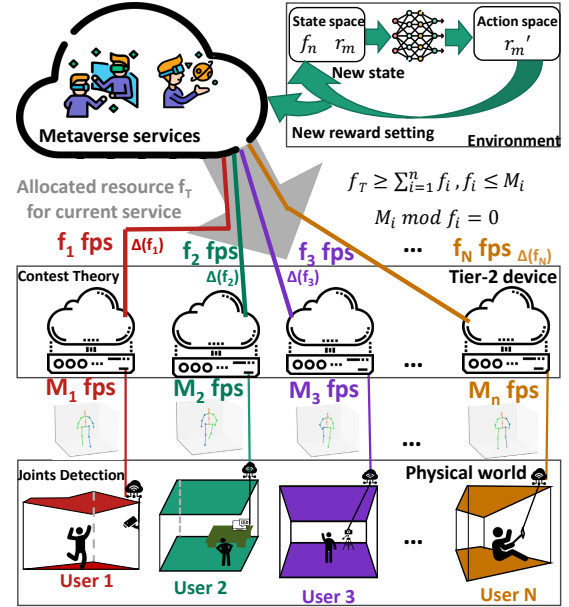 State space
Action space
f_n r_m
r_m'
New state
Metaverse services
New reward setting
Environment
Allocated resource f_T
for current service
f_T ≥ ∑_{i=1}^{n} f_i , f_i ≤ M_i
M_i mod f_i = 0
f_1 fps
Δ(f_1)
f_2 fps
Δ(f_2)
f_3 fps
Δ(f_3)
...
f_N fps Δ(f_N)
Contest Theory
Tier-2 device
...
M_1 fps
M_2 fps
M_3 fps
M_n fps
...
Joints Detection
Physical world
...
User 1
User 2
User 3
User N